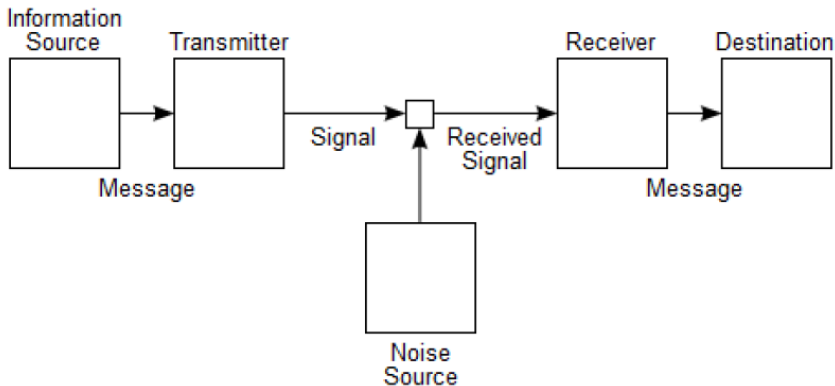 Information
Source
Transmitter
Receiver
Destination
Signal
Received
Signal
Message
Message
Noise
Source